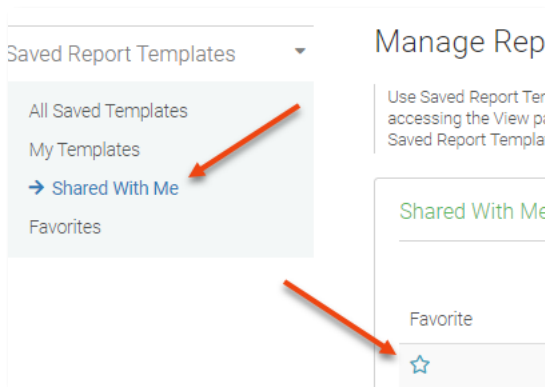 Saved Report Templates
All Saved Templates
My Templates
Shared With Me
Favorites
Manage Rep
Use Saved Report Ter
accessing the View pa
Saved Report Templa
Shared With Me
Favorite